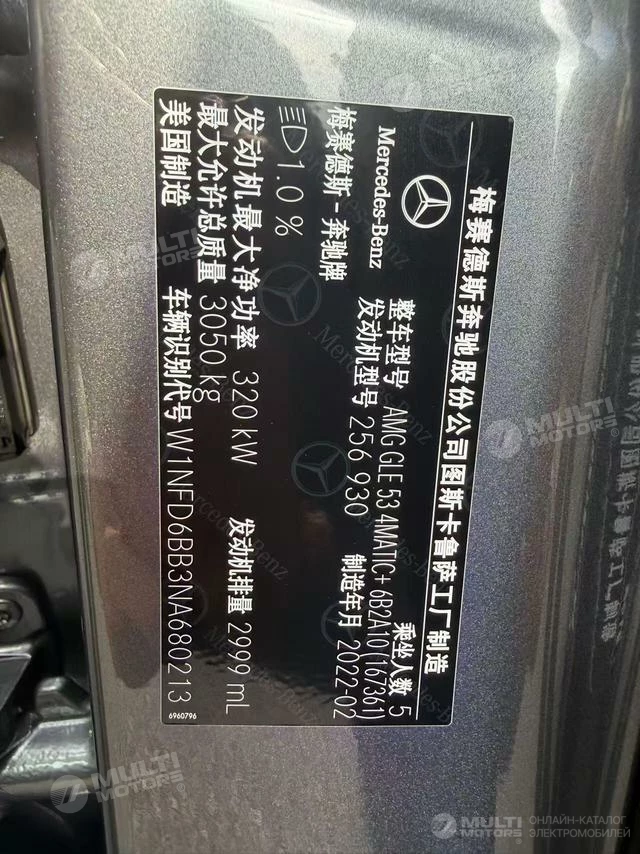 梅赛德斯奔驰股份公司图斯卡鲁萨工厂制造
Mercedes-Benz
梅赛德斯-奔驰牌
整车型号 AMG GLE 53 4MATIC+ 6B2A10(167361)
乘坐人数 5
发动机型号 256 930
制造年月 2022-02
1.0 %
发动机最大净功率 320 kW
发动机排量 2999 mL
最大允许总质量 3050 kg
美国制造
车辆识别代号 W1NFD6BB3NA680213
6960796
MULTI MOTORS
MULTI MOTORS
MULTI MOTORS
MULTI MOTORS
ОНЛАЙН-КАТАЛОГ
ЭЛЕКТРОМОБИЛЕЙ